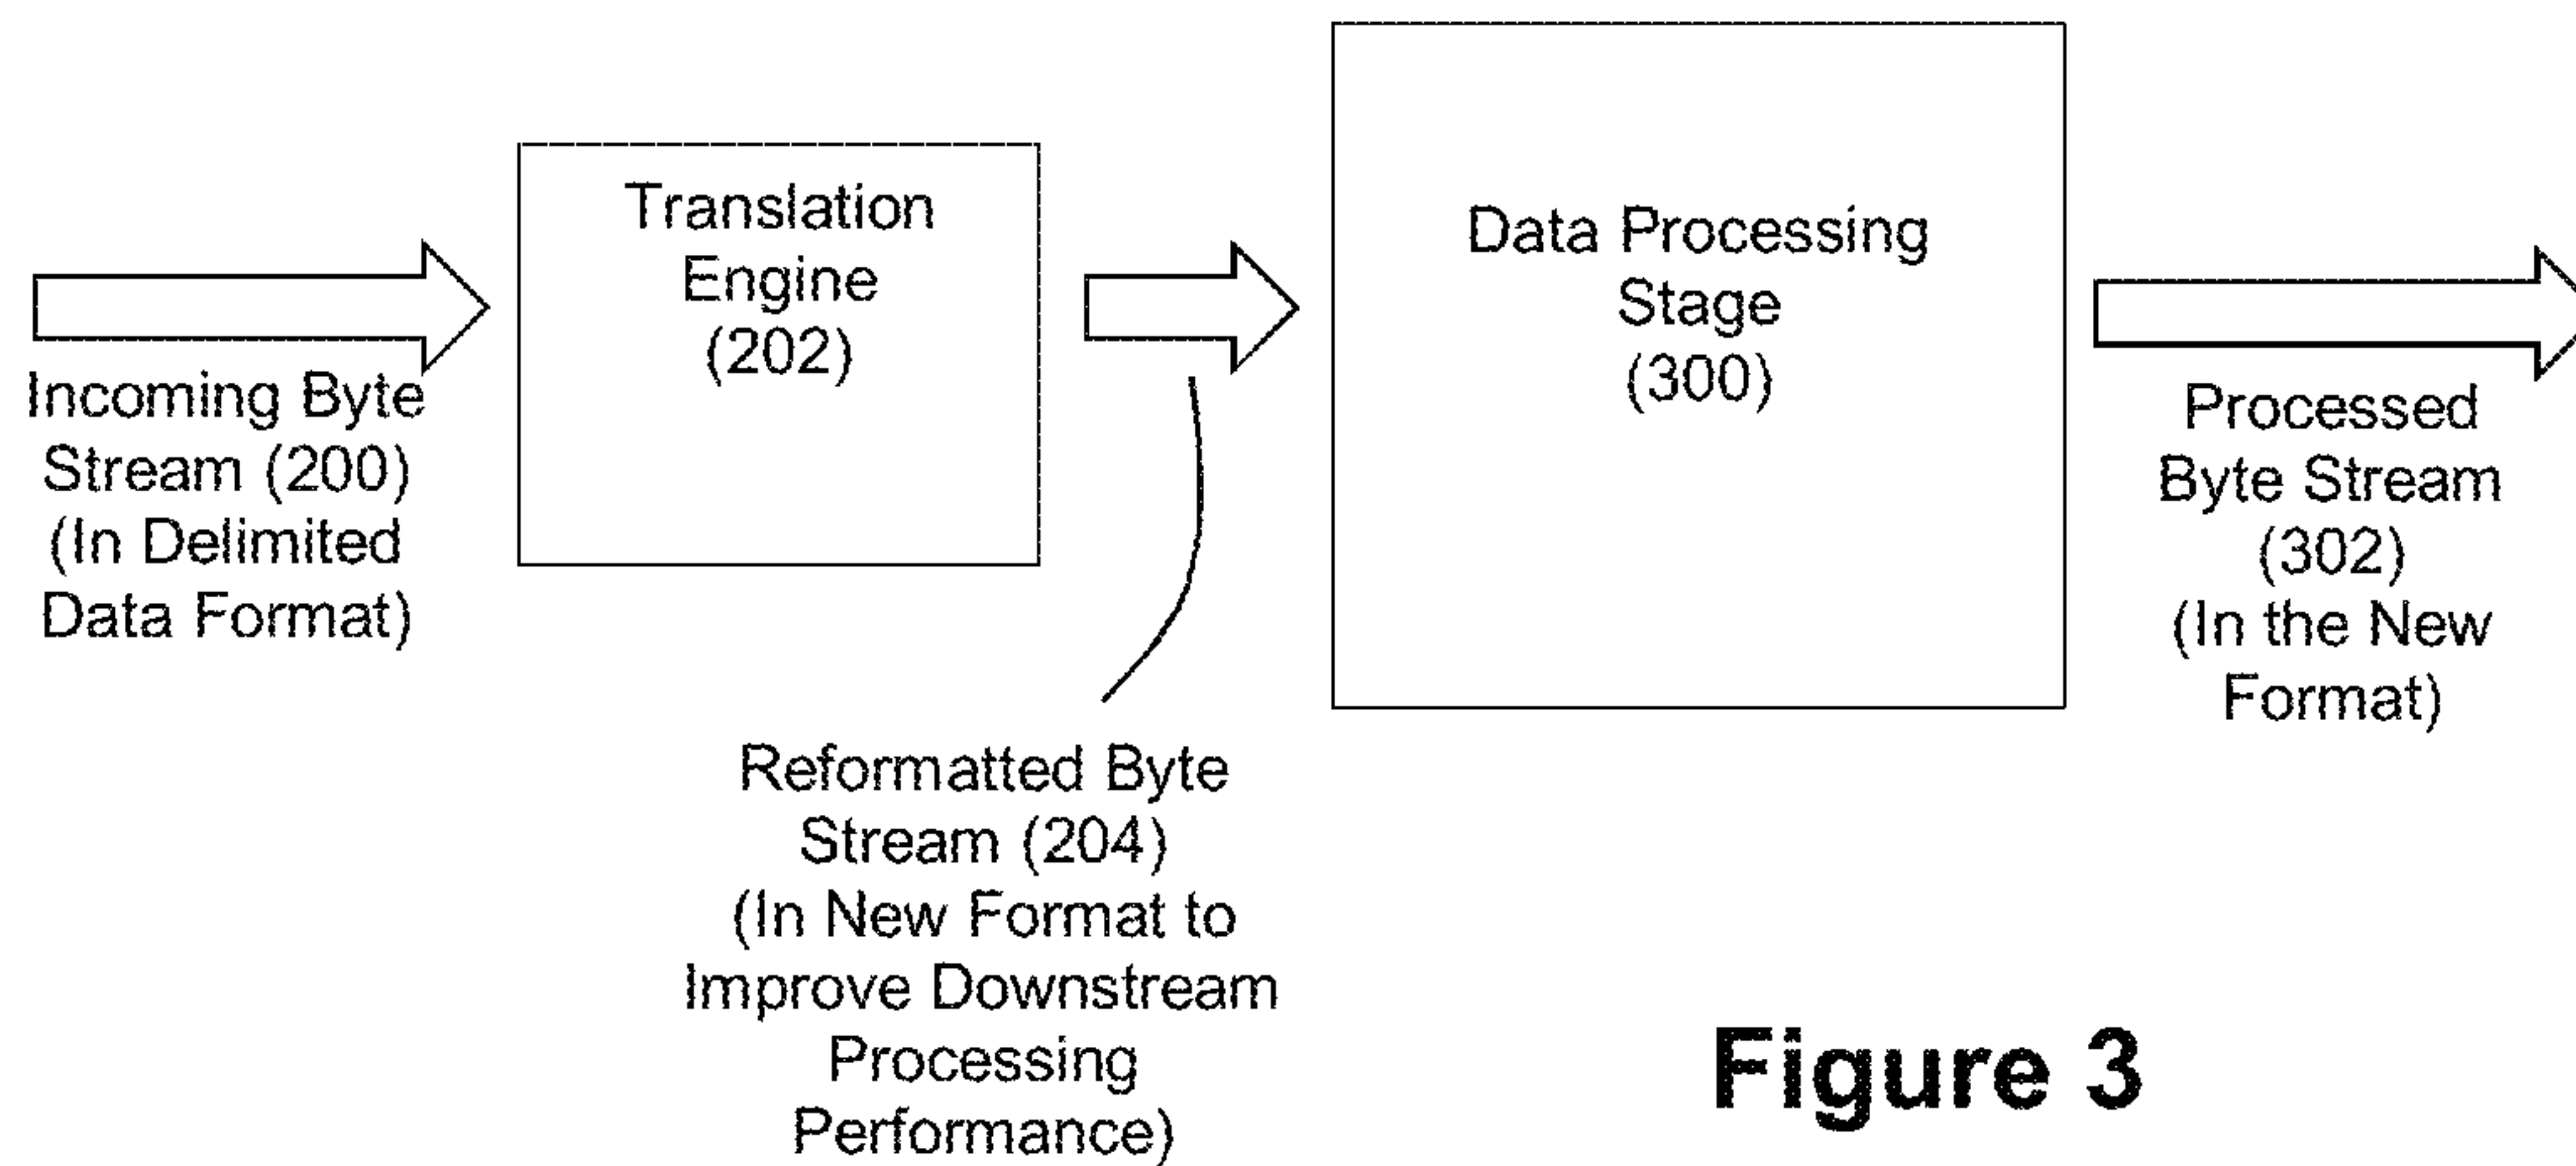 Translation
Engine
(202)
Data Processing
Stage
(300)
Incoming Byte
Stream (200)
(In Delimited
Data Format)
Processed
Byte Stream
(302)
(In the New
Format)
Reformatted Byte
Stream (204)
(In New Format to
Improve Downstream
Processing
Performance)
Figure 3